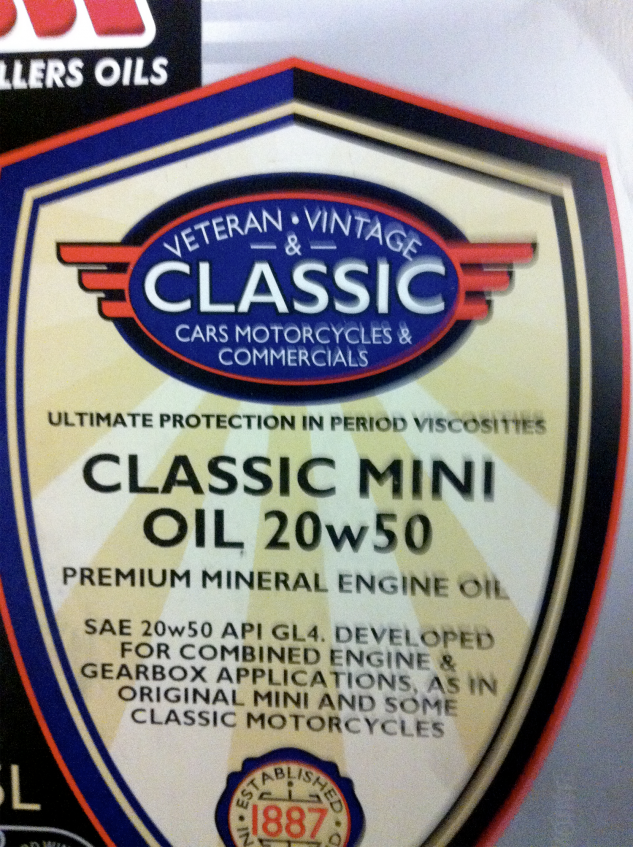 LLERS OILS
VETERAN • VINTAGE
— & —
CLASSIC
CARS MOTORCYCLES &
COMMERCIALS
ULTIMATE PROTECTION IN PERIOD VISCOSITIES
CLASSIC MINI
OIL 20w50
PREMIUM MINERAL ENGINE OIL
SAE 20w50 API GL4. DEVELOPED
FOR COMBINED ENGINE &
GEARBOX APPLICATIONS, AS IN
ORIGINAL MINI AND SOME
CLASSIC MOTORCYCLES
5L
• ESTABLISHED •
IN
1887